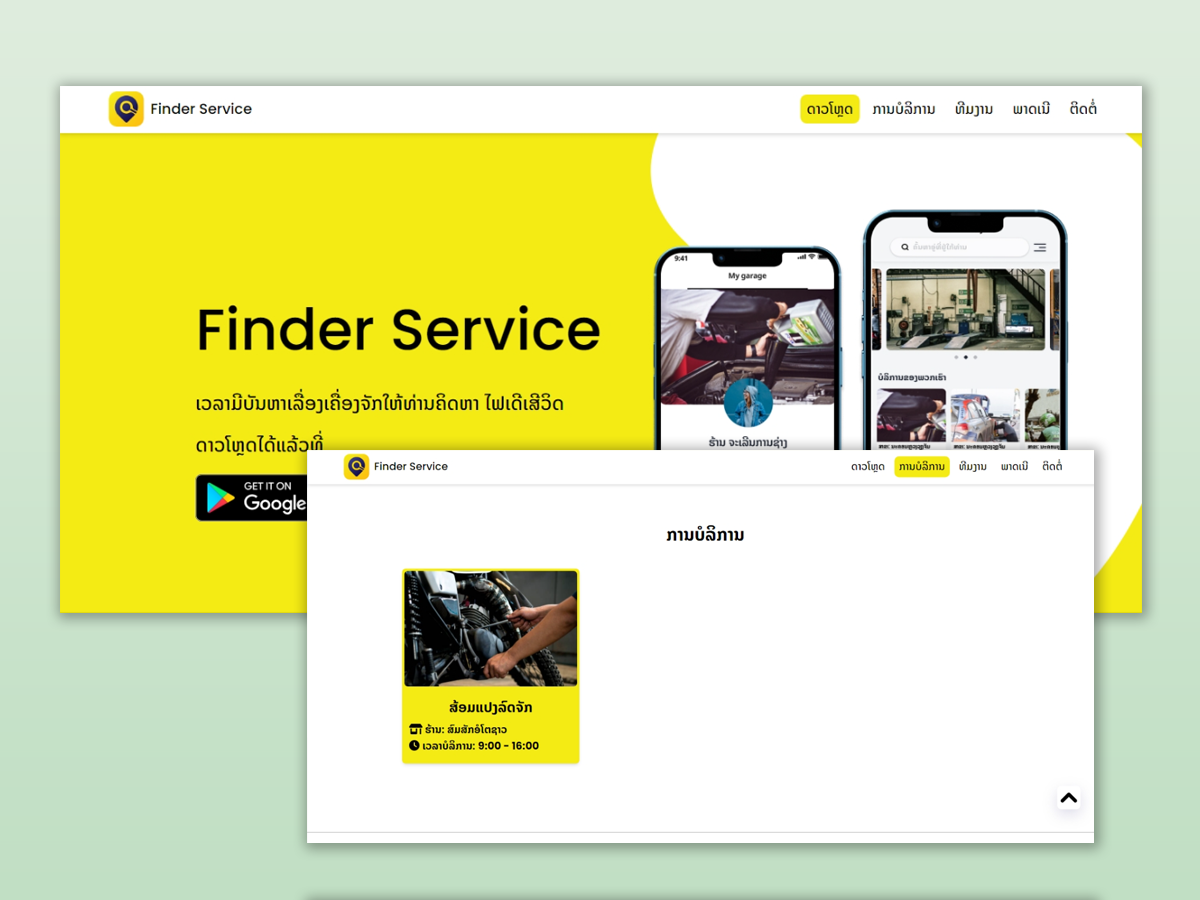 Finder Service
ດາວໂຫຼດ ການບໍລິການ ທີມງານ ພາດເນີ ຕິດຕໍ່
Finder Service
ເວລາມີບັນຫາເລື່ອງເຄື່ອງຈັກໃຫ້ທ່ານຄິດຫາ ໄຟເດີເສີວິດ
ດາວໂຫຼດໄດ້ແລ້ວທີ່
GET IT ON
Google
9:41
My garage
ຮ້ານ ຈະເລີນການຊ່າງ
ບໍລິການຂອງພວກເຮົາ
Finder Service
ດາວໂຫຼດ ການບໍລິການ ທີມງານ ພາດເນີ ຕິດຕໍ່
ການບໍລິການ
ສ້ອມແປງລົດຈັກ
ຮ້ານ: ສົມສັກອໍໂຕຊາວ
ເວລາບໍລິການ: 9:00 - 16:00